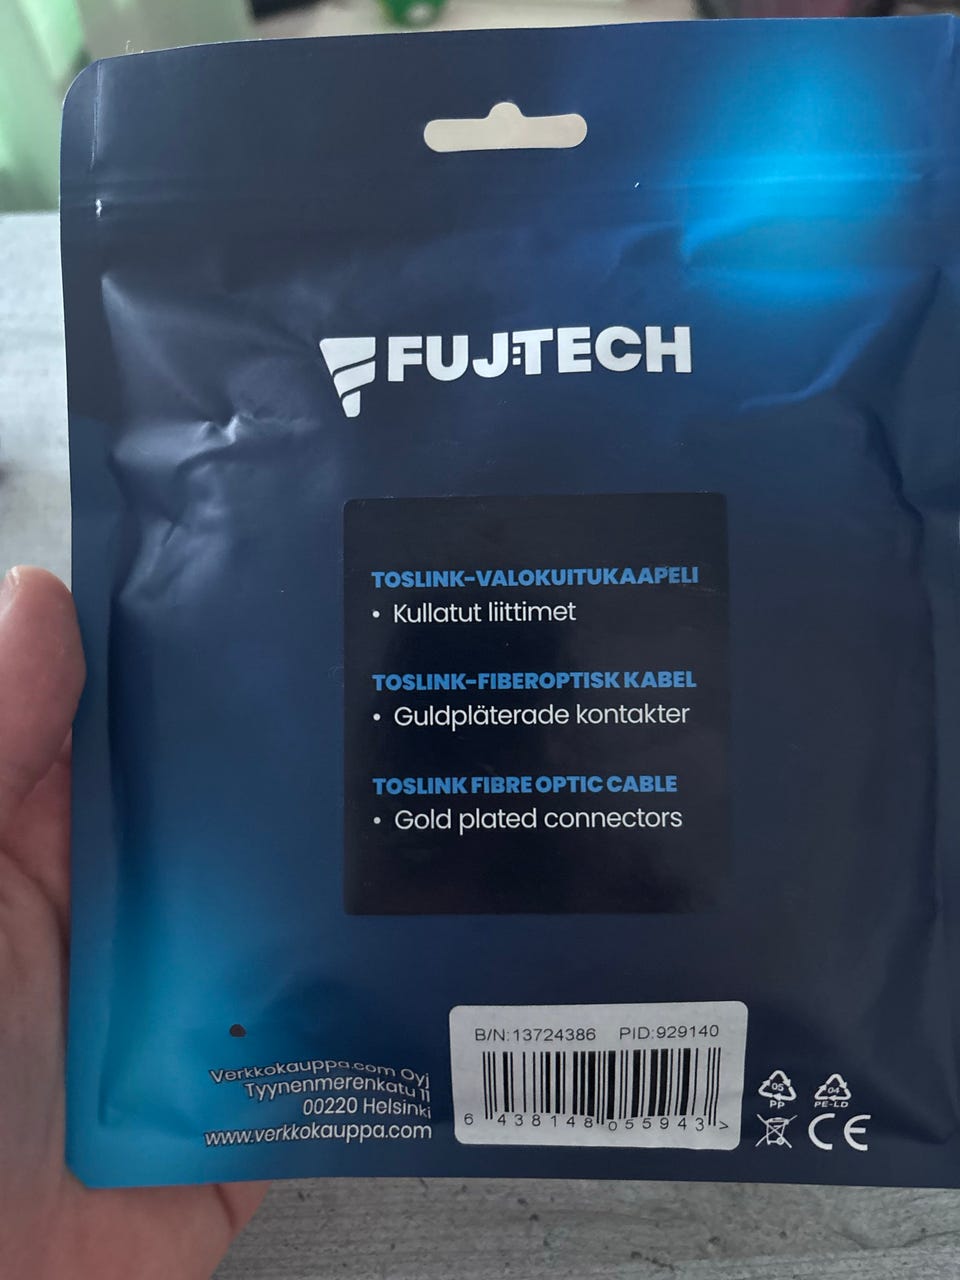 FUJ:TECH
TOSLINK-VALOKUITUKAAPELI
• Kullatut liittimet
TOSLINK-FIBEROPTISK KABEL
• Guldpläterade kontakter
TOSLINK FIBRE OPTIC CABLE
• Gold plated connectors
Verkkokauppa.com Oyj
Tyynenmerenkatu 11
00220 Helsinki
www.verkkokauppa.com
B/N:13724386 PID:929140
6 438148 055943 >
05
PP
04
PE-LD
CE